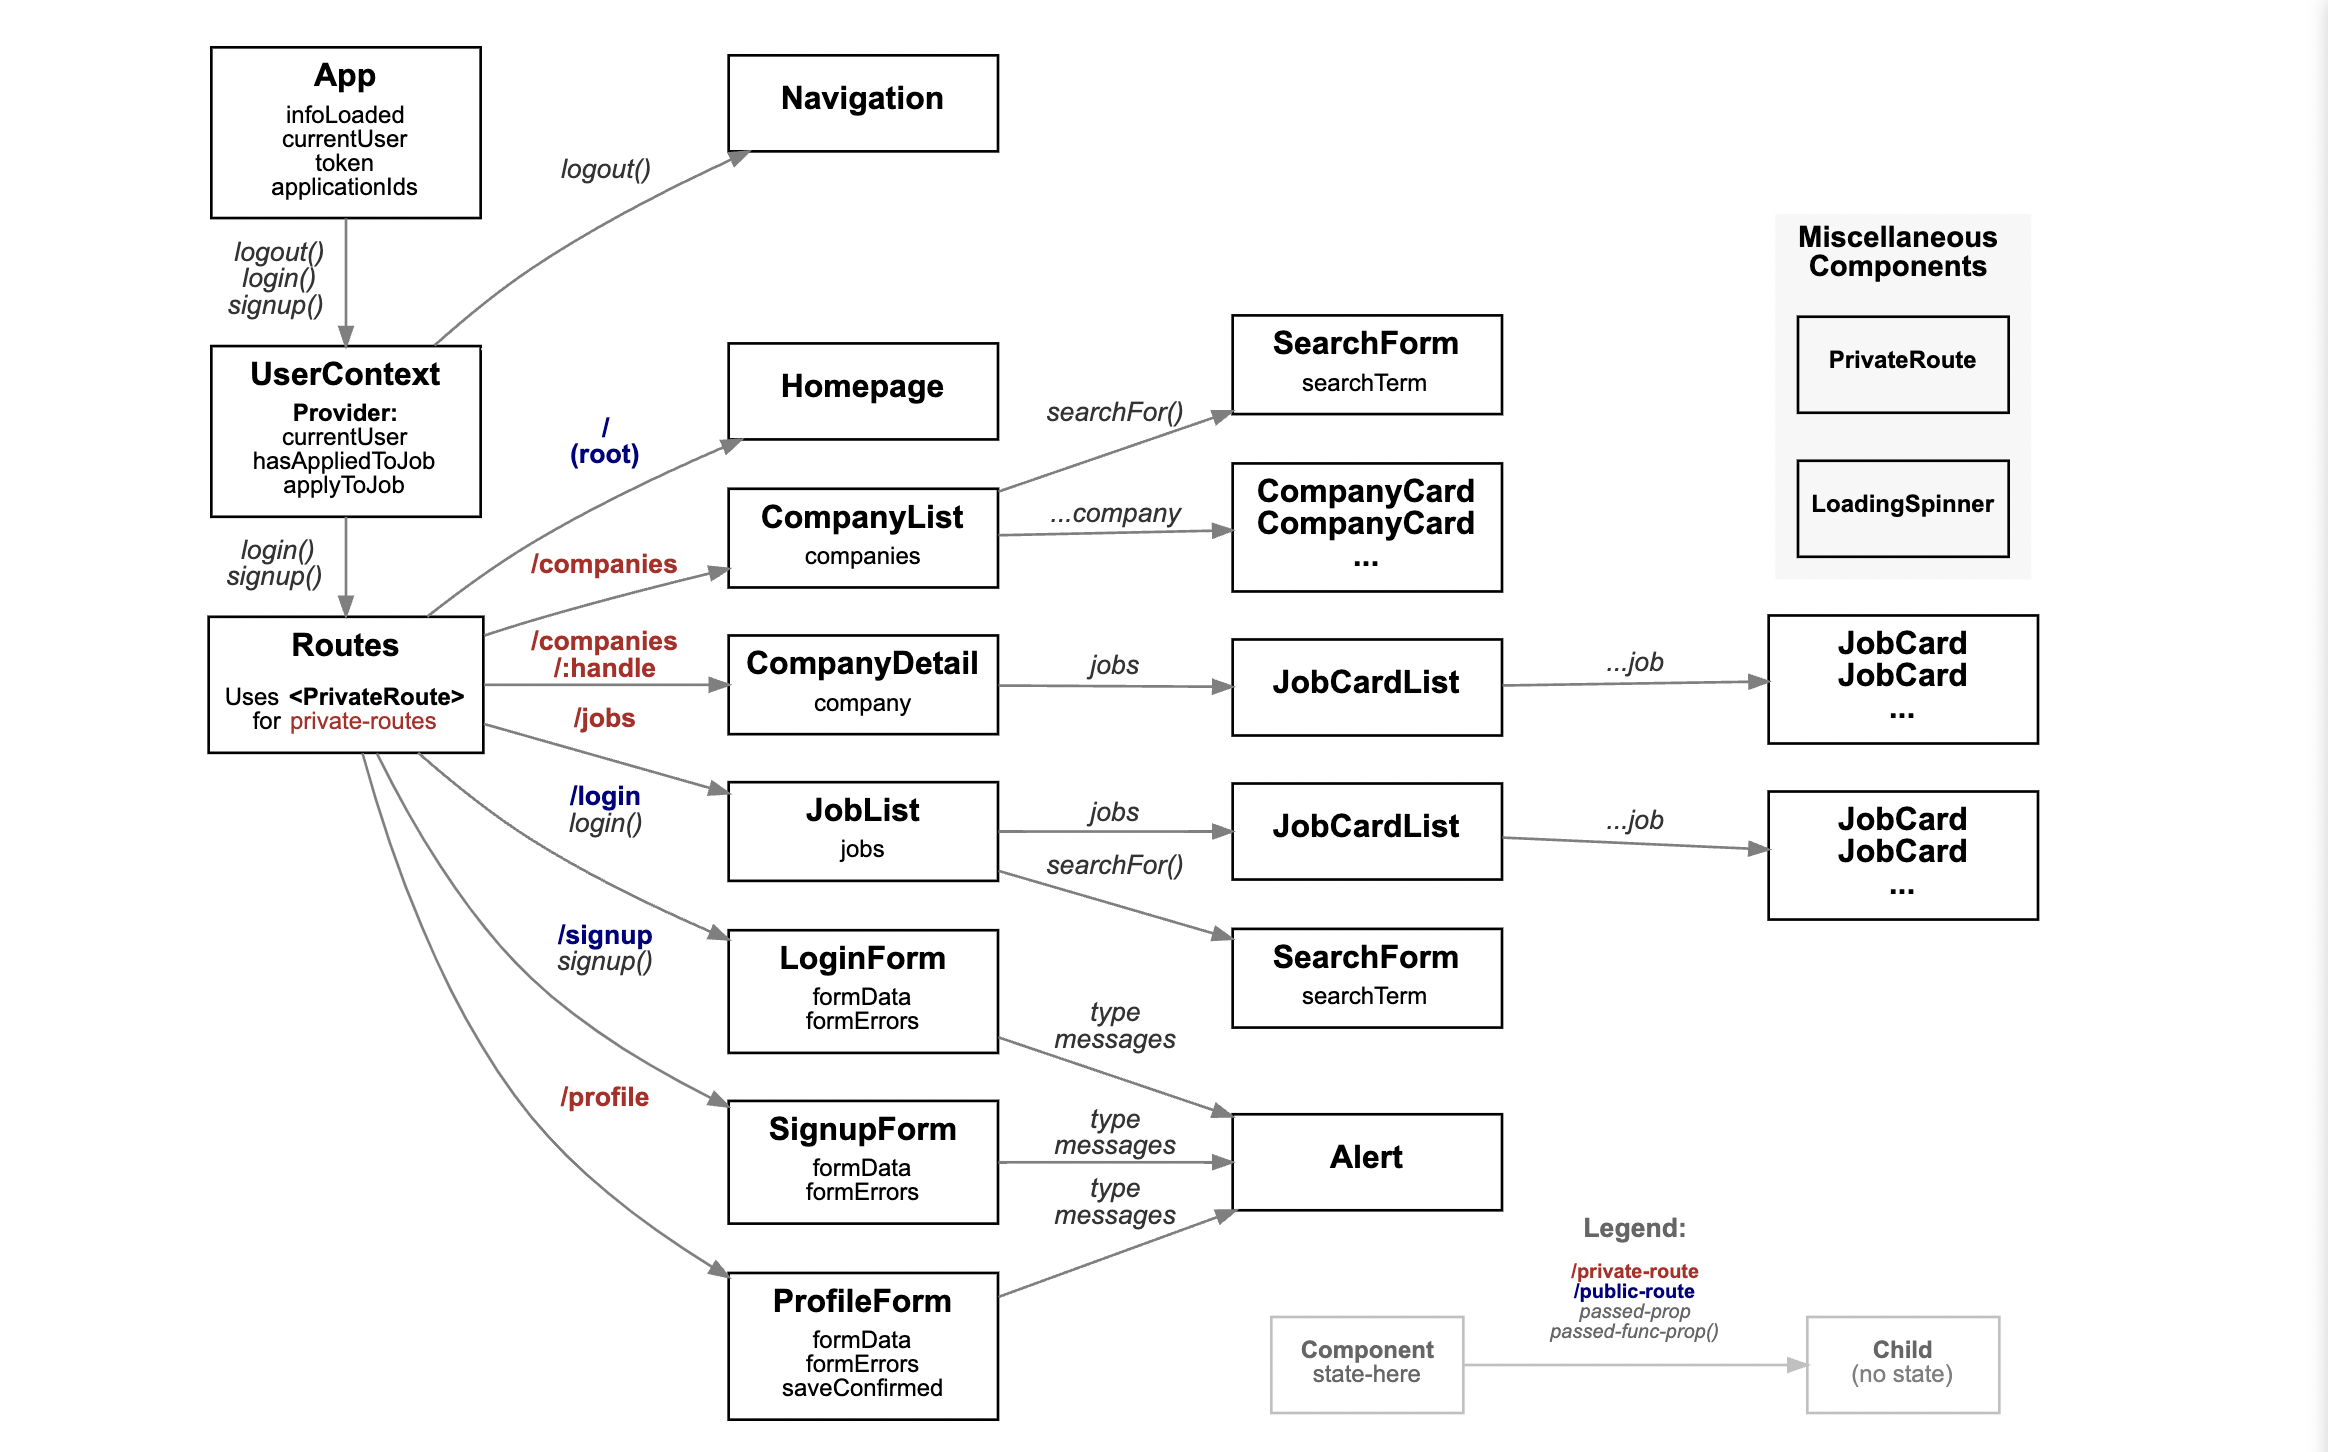 App
infoLoaded
currentUser
token
applicationIds
logout()
login()
signup()
UserContext
Provider:
currentUser
hasAppliedToJob
applyToJob
login()
signup()
Routes
Uses <PrivateRoute>
for private-routes
logout()
Navigation
/
(root)
Homepage
/companies
CompanyList
companies
searchFor()
SearchForm
searchTerm
...company
CompanyCard
CompanyCard
...
/companies
/:handle
CompanyDetail
company
jobs
JobCardList
...job
JobCard
JobCard
...
/jobs
JobList
jobs
jobs
JobCardList
...job
JobCard
JobCard
...
searchFor()
SearchForm
searchTerm
/login
login()
LoginForm
formData
formErrors
type
messages
/signup
signup()
SignupForm
formData
formErrors
type
messages
Alert
/profile
ProfileForm
formData
formErrors
saveConfirmed
type
messages
Miscellaneous
Components
PrivateRoute
LoadingSpinner
Legend:
/private-route
/public-route
passed-prop
passed-func-prop()
Component
state-here
Child
(no state)